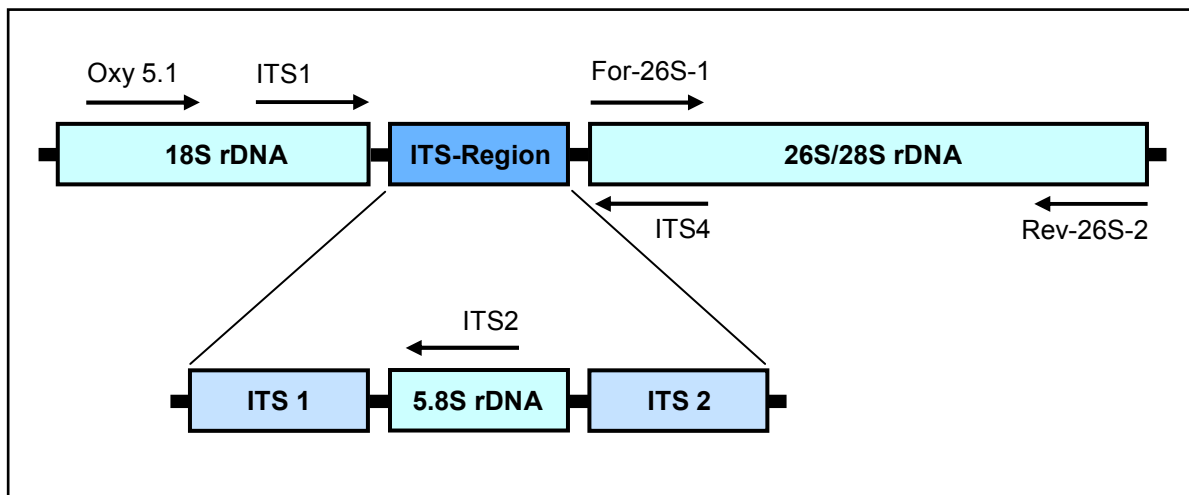 Oxy 5.1
ITS1
For-26S-1
18S rDNA
ITS-Region
26S/28S rDNA
ITS4
Rev-26S-2
ITS2
ITS 1
5.8S rDNA
ITS 2